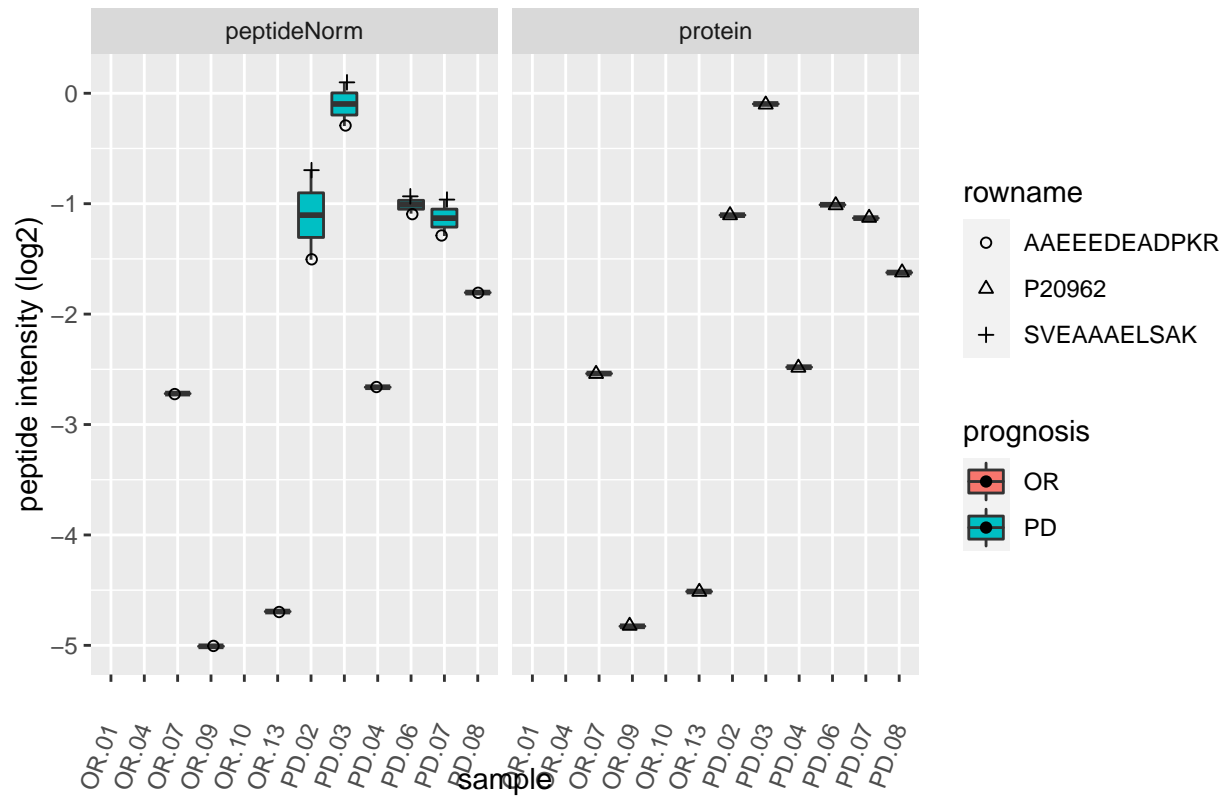 peptideNorm
protein
peptide intensity (log2)
0
−1
−2
−3
−4
−5
OR.01
OR.04
OR.07
OR.09
OR.10
OR.13
PD.02
PD.03
PD.04
PD.06
PD.07
PD.08
OR.01
OR.04
OR.07
OR.09
OR.10
OR.13
PD.02
PD.03
PD.04
PD.06
PD.07
PD.08
sample
rowname
AAEEEDEADPKR
P20962
SVEAAAELSAK
prognosis
OR
PD